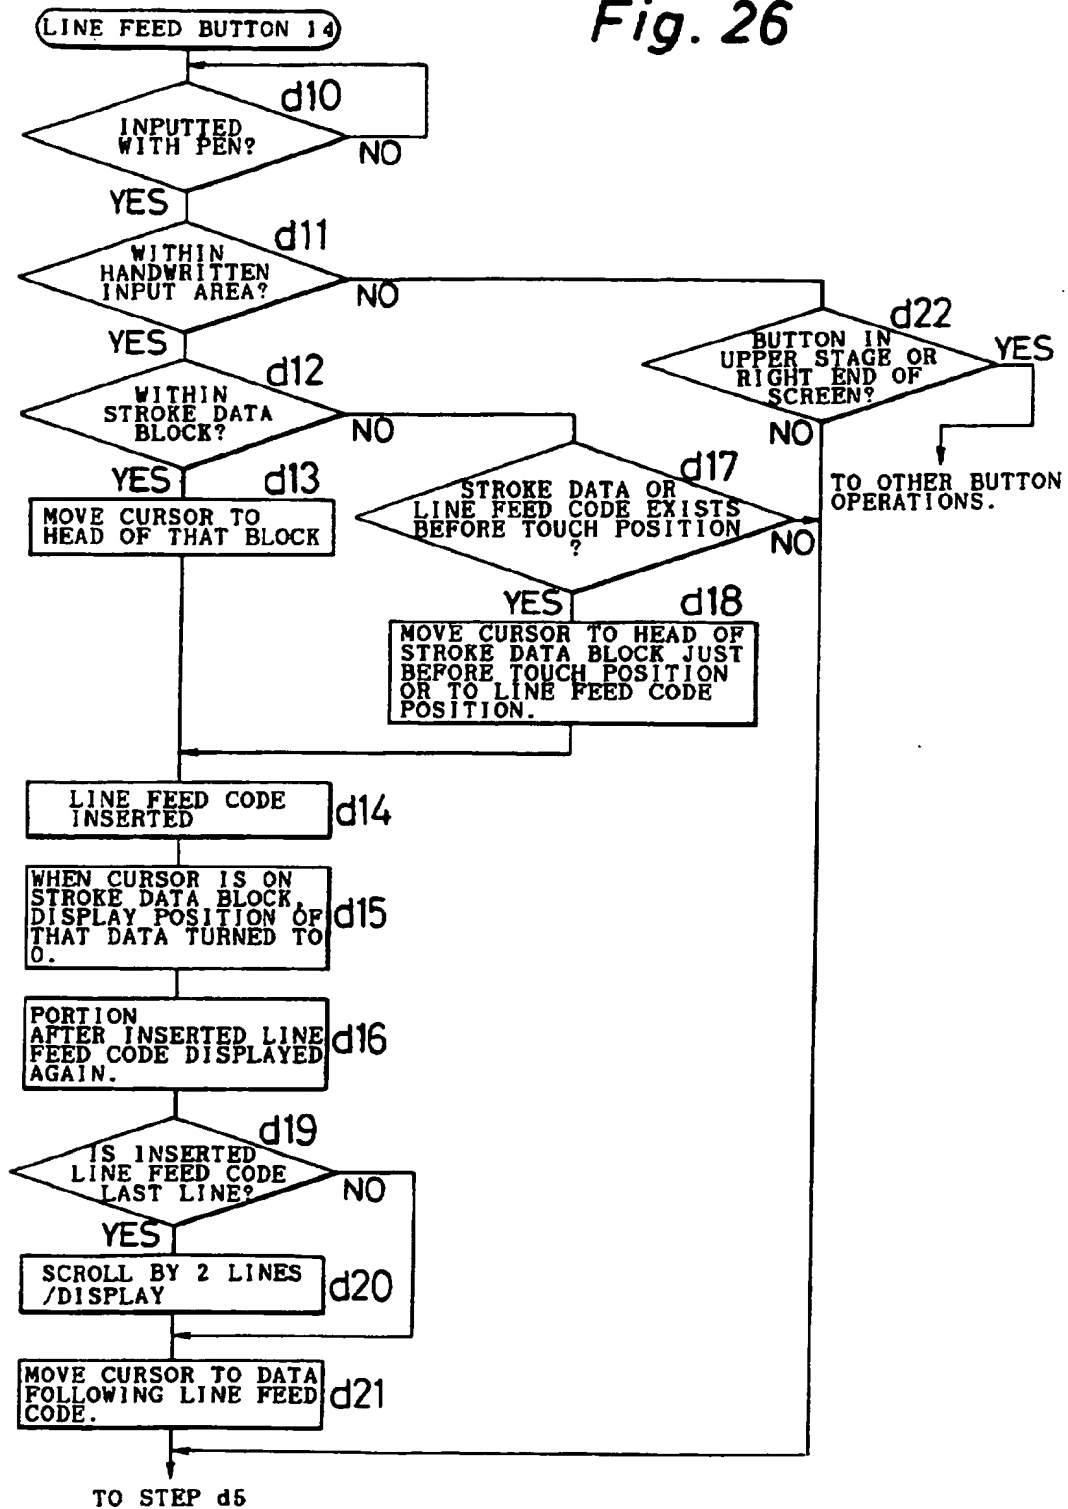 Fig. 26
LINE FEED BUTTON 14
d10
INPUTTED
WITH PEN?
NO
YES
d11
WITHIN
HANDWRITTEN
INPUT AREA?
NO
YES
d22
BUTTON IN
UPPER STAGE OR
RIGHT END OF
SCREEN?
YES
NO
TO OTHER BUTTON
OPERATIONS.
d12
WITHIN
STROKE DATA
BLOCK?
NO
YES
d13
MOVE CURSOR TO
HEAD OF THAT BLOCK
d17
STROKE DATA OR
LINE FEED CODE EXISTS
BEFORE TOUCH POSITION
?
NO
YES
d18
MOVE CURSOR TO HEAD OF
STROKE DATA BLOCK JUST
BEFORE TOUCH POSITION
OR TO LINE FEED CODE
POSITION.
LINE FEED CODE
INSERTED
d14
WHEN CURSOR IS ON
STROKE DATA BLOCK,
DISPLAY POSITION OF
THAT DATA TURNED TO
0.
d15
PORTION
AFTER INSERTED LINE
FEED CODE DISPLAYED
AGAIN.
d16
d19
IS INSERTED
LINE FEED CODE
LAST LINE?
NO
YES
SCROLL BY 2 LINES
/DISPLAY
d20
MOVE CURSOR TO DATA
FOLLOWING LINE FEED
CODE.
d21
TO STEP d5